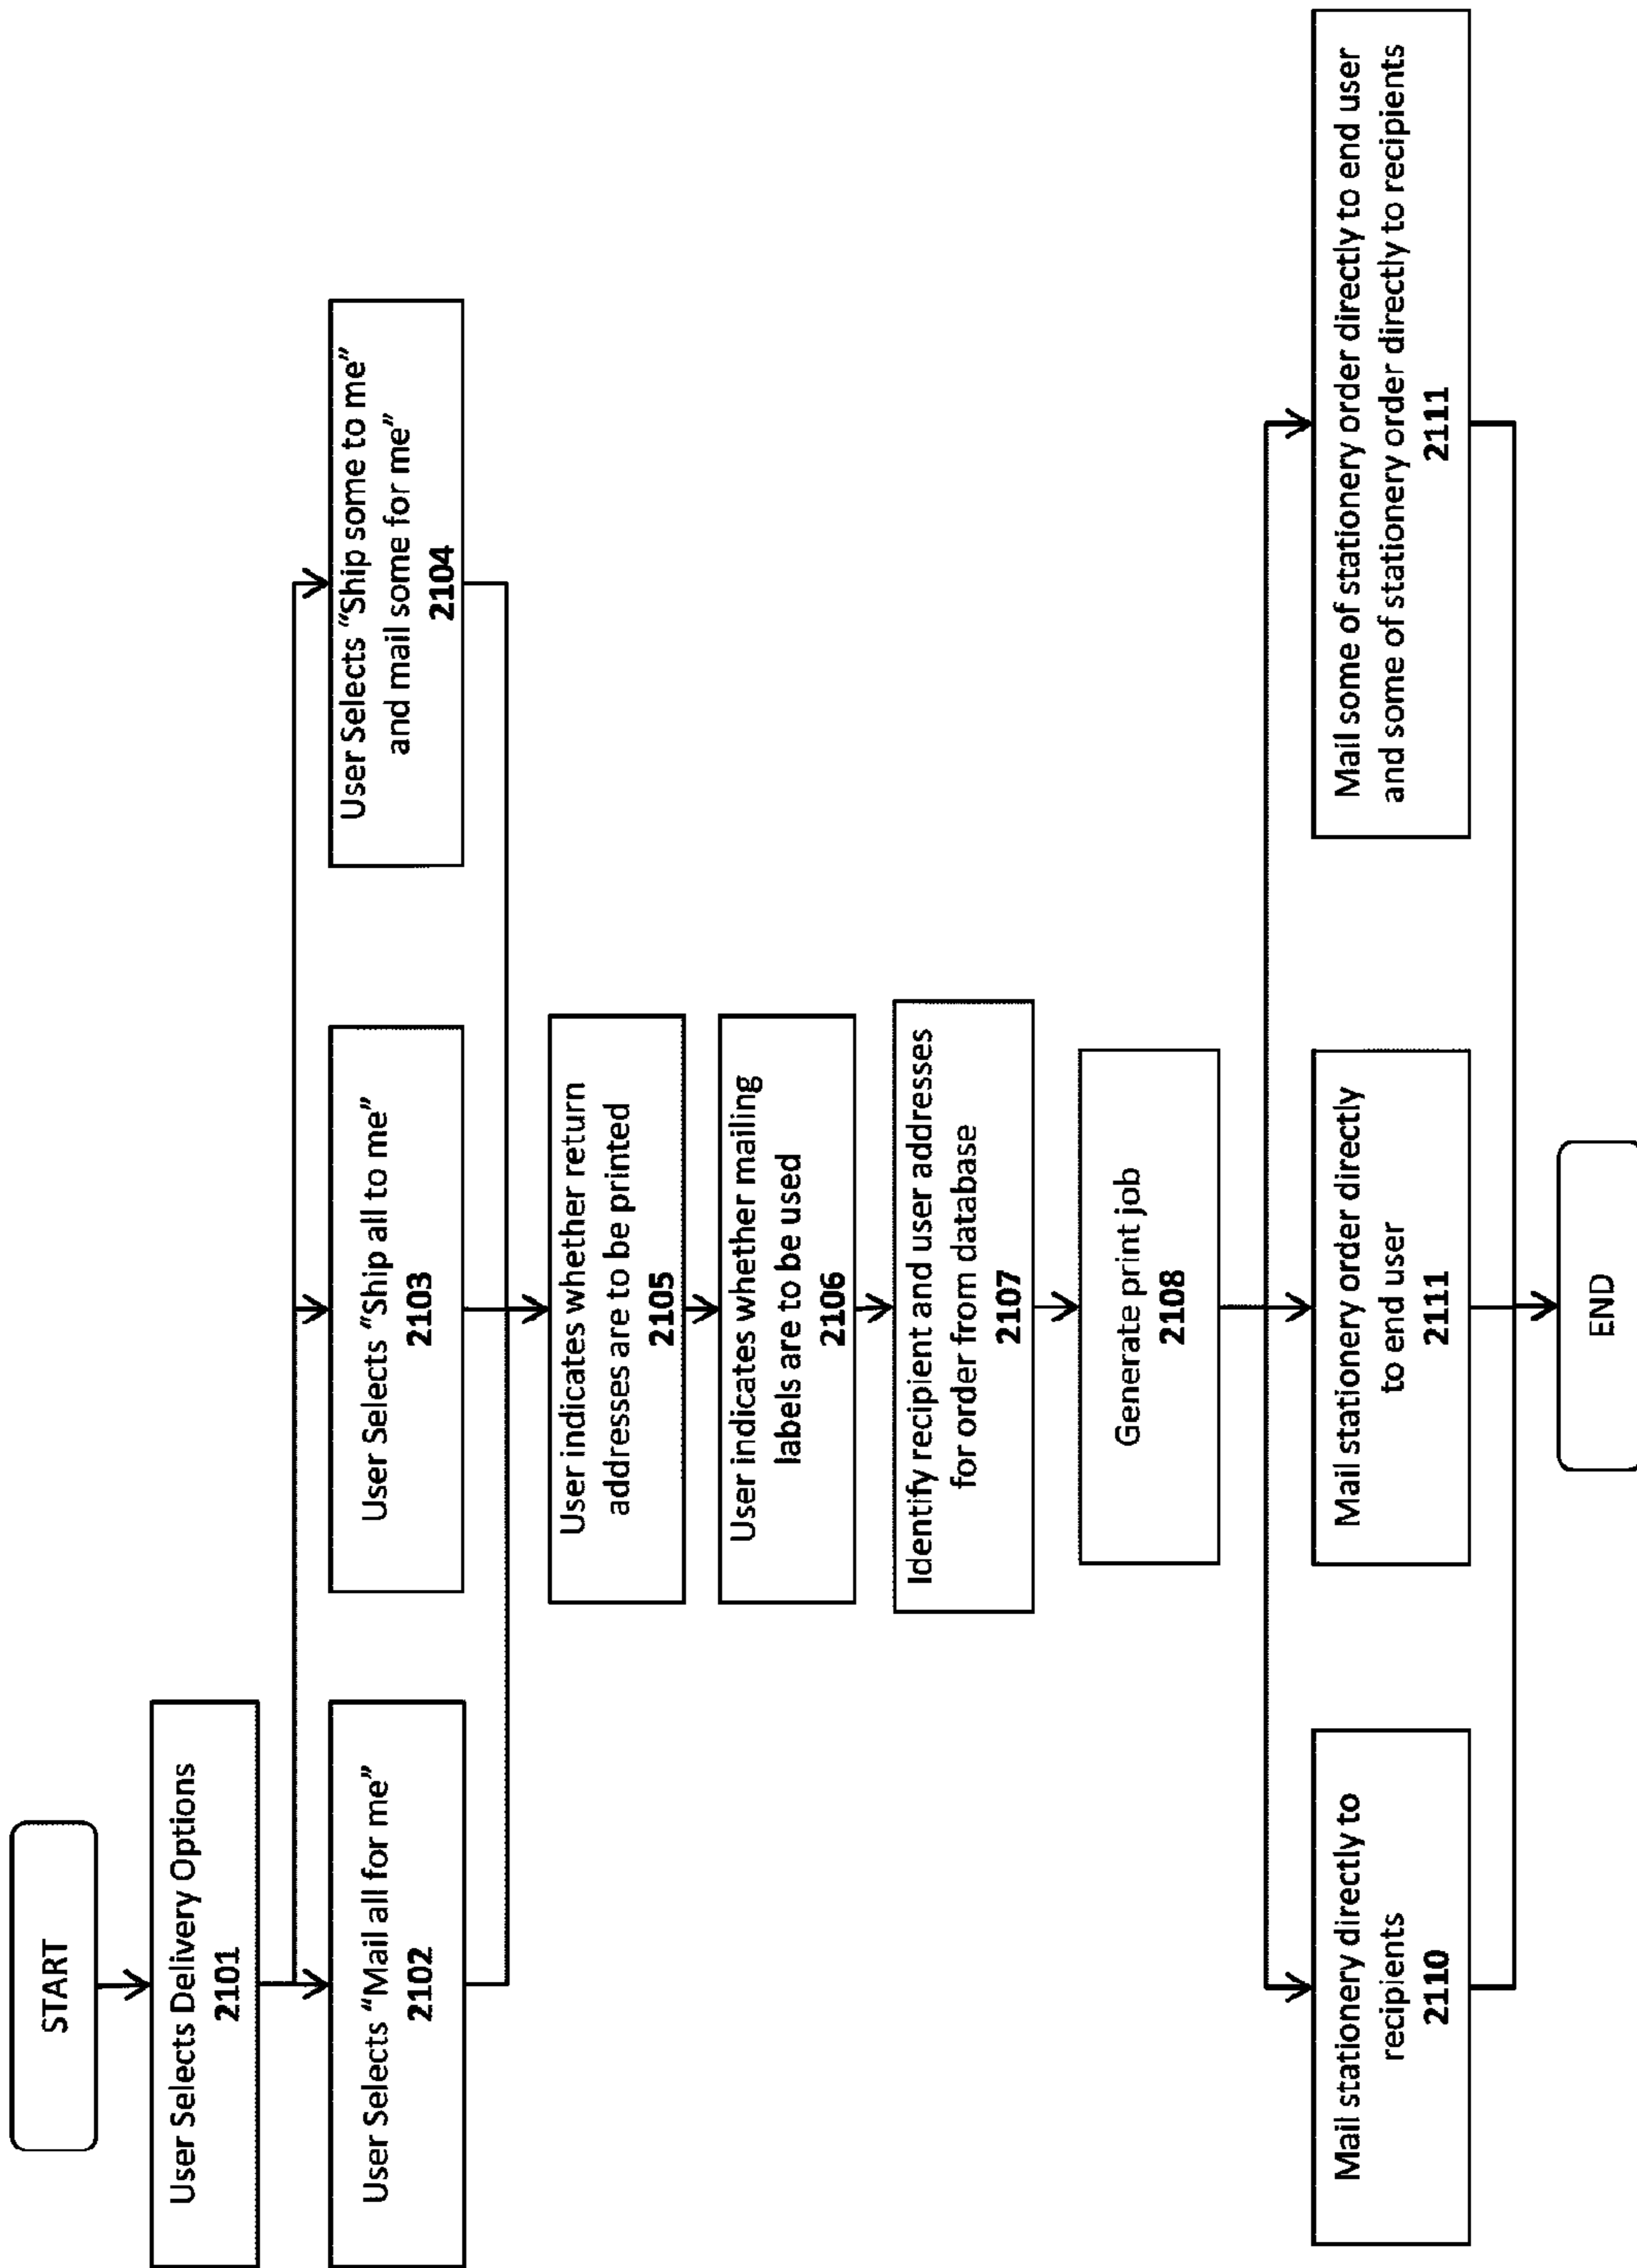 START
User Selects Delivery Options
2101
User Selects “Mail all for me”
2102
User Selects “Ship all to me”
2103
User Selects “Ship some to me”
and mail some for me”
2104
User indicates whether return
addresses are to be printed
2105
User indicates whether mailing
labels are to be used
2106
Identify recipient and user addresses
for order from database
2107
Generate print job
2108
Mail stationery directly to
recipients
2110
Mail stationery order directly
to end user
2111
Mail some of stationery order directly to end user
and some of stationery order directly to recipients
2111
END